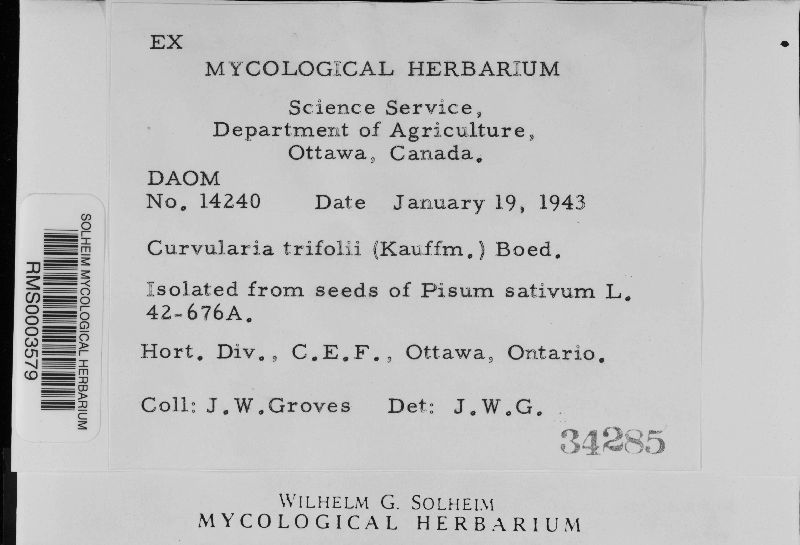 EX
MYCOLOGICAL HERBARIUM
Science Service,
Department of Agriculture,
Ottawa, Canada.
DAOM
No. 14240 Date January 19, 1943
Curvularia trifolii (Kauffm.) Boed.
Isolated from seeds of Pisum sativum L.
42-676A.
Hort. Div., C.E.F., Ottawa, Ontario.
Coll: J.W.Groves Det: J.W.G.
34285
SOLHEIM MYCOLOGICAL HERBARIUM
RMS0003579
WILHELM G. SOLHEIM
MYCOLOGICAL HERBARIUM